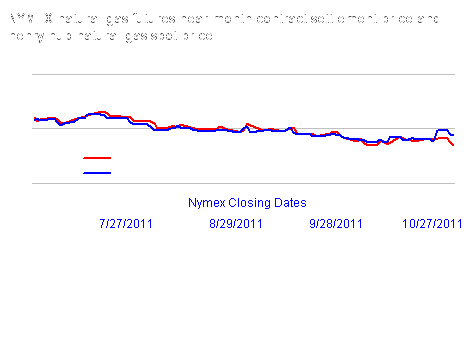 NYMEX natural gas futures near-month contract settlement price and
henry hub natural gas spot price
Nymex Closing Dates
7/27/2011 8/29/2011 9/28/2011 10/27/2011